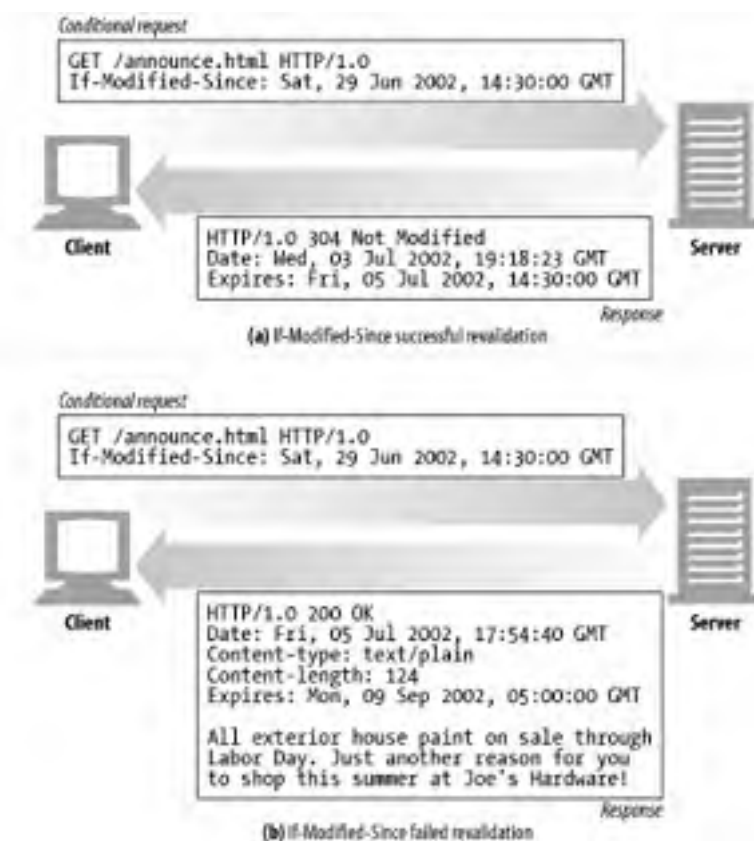 Conditional request
GET /announce.html HTTP/1.0
If-Modified-Since: Sat, 29 Jun 2002, 14:30:00 GMT
Client
Server
HTTP/1.0 304 Not Modified
Date: Wed, 03 Jul 2002, 19:18:23 GMT
Expires: Fri, 05 Jul 2002, 14:30:00 GMT
Response
(a) If-Modified-Since successful revalidation
Conditional request
GET /announce.html HTTP/1.0
If-Modified-Since: Sat, 29 Jun 2002, 14:30:00 GMT
Client
Server
HTTP/1.0 200 OK
Date: Fri, 05 Jul 2002, 17:54:40 GMT
Content-type: text/plain
Content-length: 124
Expires: Mon, 09 Sep 2002, 05:00:00 GMT
All exterior house paint on sale through
Labor Day. Just another reason for you
to shop this summer at Joe's Hardware!
Response
(b) If-Modified-Since failed revalidation